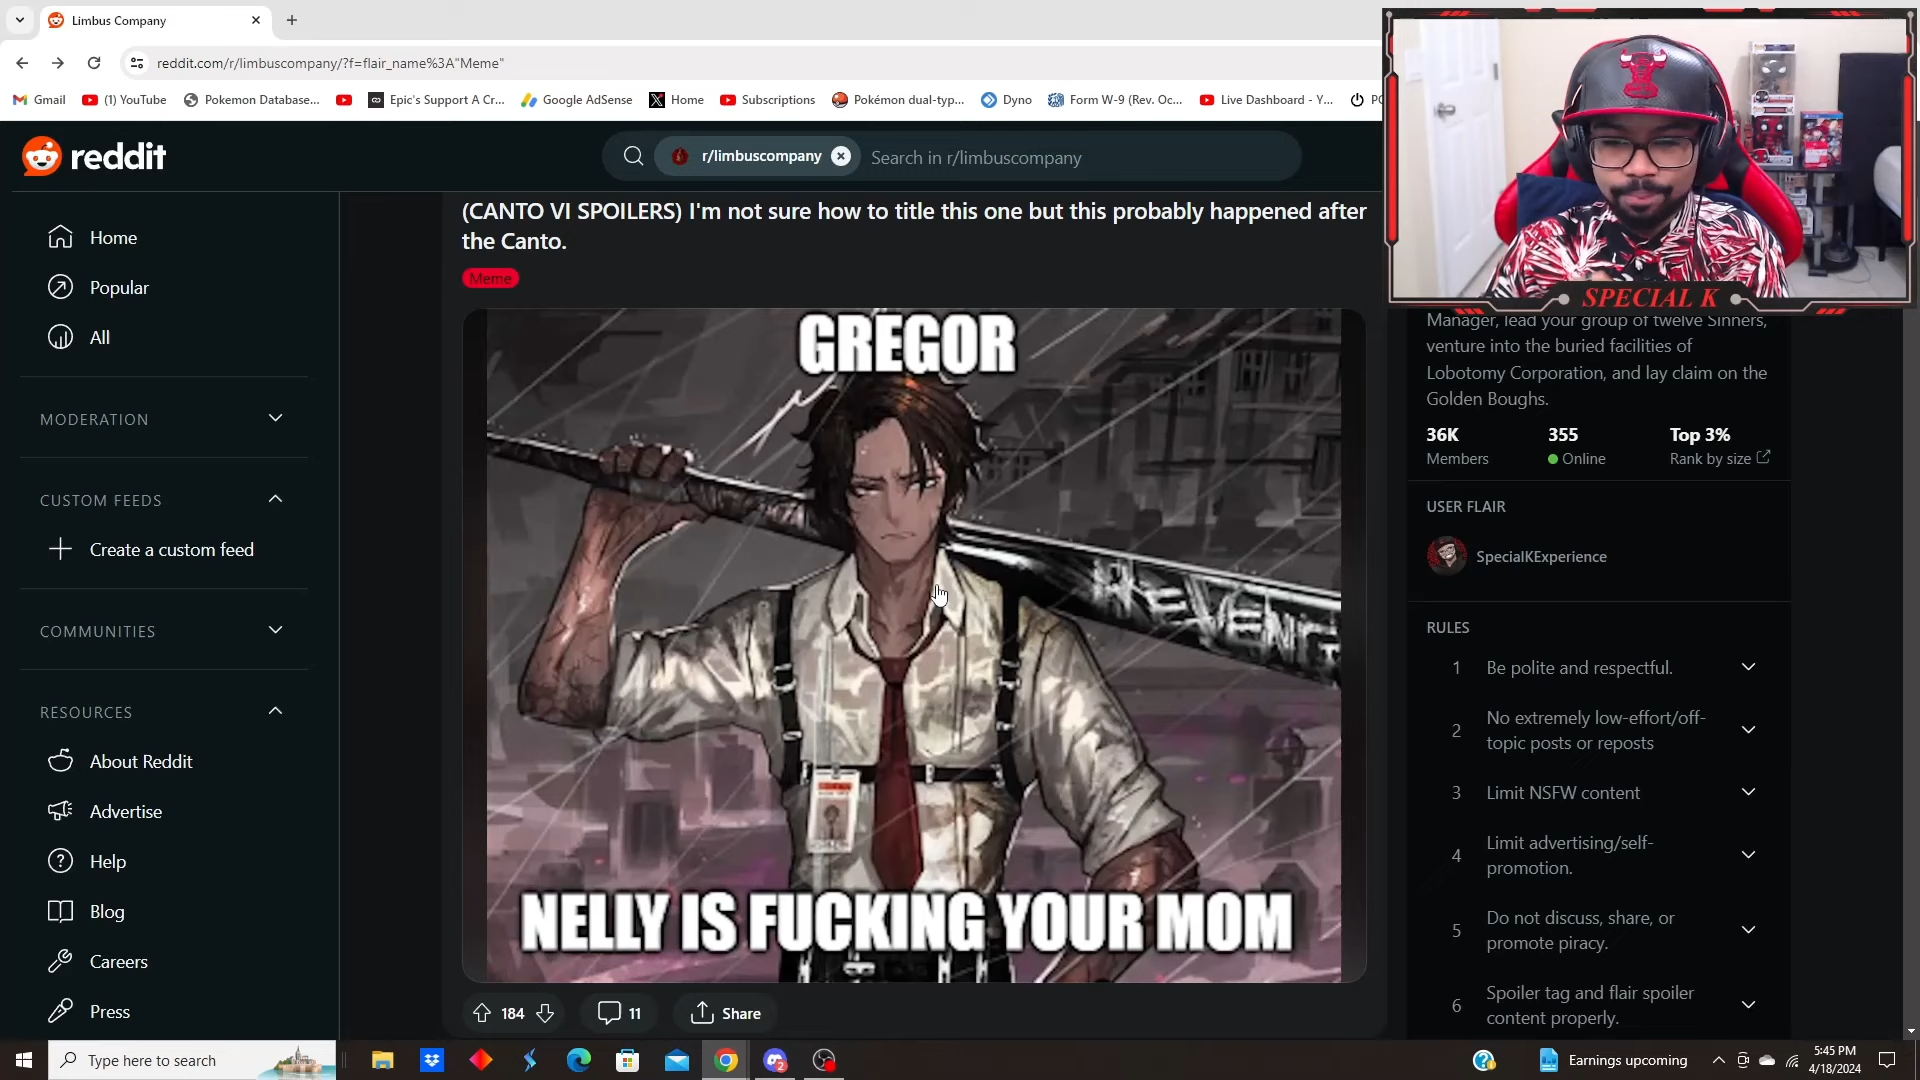 Limbus Company
reddit.com/r/limbuscompany/?f=flair_name%3A"Meme"
Gmail
(1) YouTube
Pokemon Database...
Epic's Support A Cr...
Google AdSense
Home
Subscriptions
Pokémon dual-typ...
Dyno
Form W-9 (Rev. Oc...
Live Dashboard - Y...
reddit
r/limbuscompany
Search in r/limbuscompany
SPECIAL K
Home
Popular
All
MODERATION
CUSTOM FEEDS
Create a custom feed
COMMUNITIES
RESOURCES
About Reddit
Advertise
Help
Blog
Careers
Press
(CANTO VI SPOILERS) I'm not sure how to title this one but this probably happened after
the Canto.
Meme
GREGOR
NELLY IS FUCKING YOUR MOM
184
11
Share
Manager, lead your group of twelve Sinners,
venture into the buried facilities of
Lobotomy Corporation, and lay claim on the
Golden Boughs.
36K
Members
355
Online
Top 3%
Rank by size
USER FLAIR
SpecialKExperience
RULES
1 Be polite and respectful.
2 No extremely low-effort/off-
topic posts or reposts
3 Limit NSFW content
4 Limit advertising/self-
promotion.
5 Do not discuss, share, or
promote piracy.
6 Spoiler tag and flair spoiler
content properly.
Type here to search
2
Earnings upcoming
5:45 PM
4/18/2024